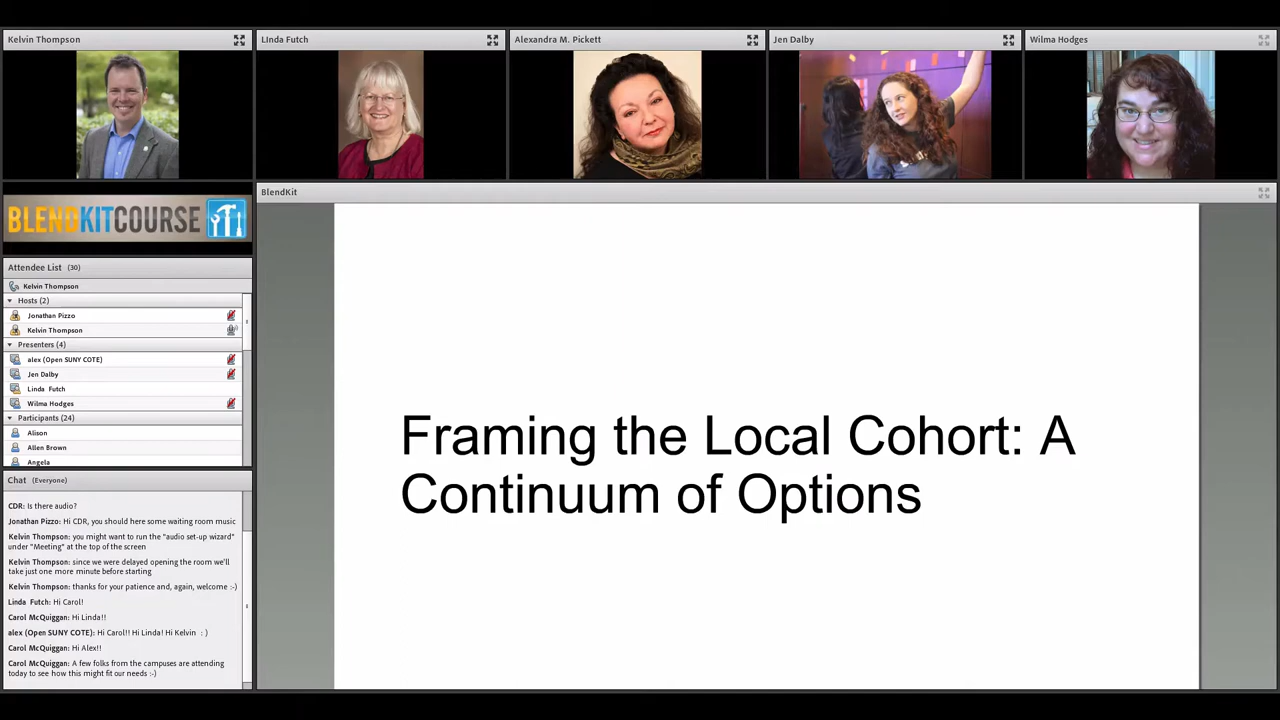 Kelvin Thompson
LInda Futch
Alexandra M. Pickett
Jen Dalby
Wilma Hodges
BLENDKITCOURSE
BlendKit
Attendee List (30)
Kelvin Thompson
Hosts (2)
Jonathan Pizzo
Kelvin Thompson
Presenters (4)
alex (Open SUNY COTE)
Jen Dalby
Linda Futch
Wilma Hodges
Participants (24)
Alison
Allen Brown
Angela
Chat (Everyone)
CDR: Is there audio?
Jonathan Pizzo: Hi CDR, you should here some waiting room music
Kelvin Thompson: you might want to run the "audio set-up wizard"
under "Meeting" at the top of the screen
Kelvin Thompson: since we were delayed opening the room we'll
take just one more minute before starting
Kelvin Thompson: thanks for your patience and, again, welcome :-)
Linda Futch: Hi Carol!
Carol McQuiggan: Hi Linda!!
alex (Open SUNY COTE): Hi Carol!! Hi Linda! Hi Kelvin : )
Carol McQuiggan: Hi Alex!!
Carol McQuiggan: A few folks from the campuses are attending
today to see how this might fit our needs :-)
Framing the Local Cohort: A
Continuum of Options